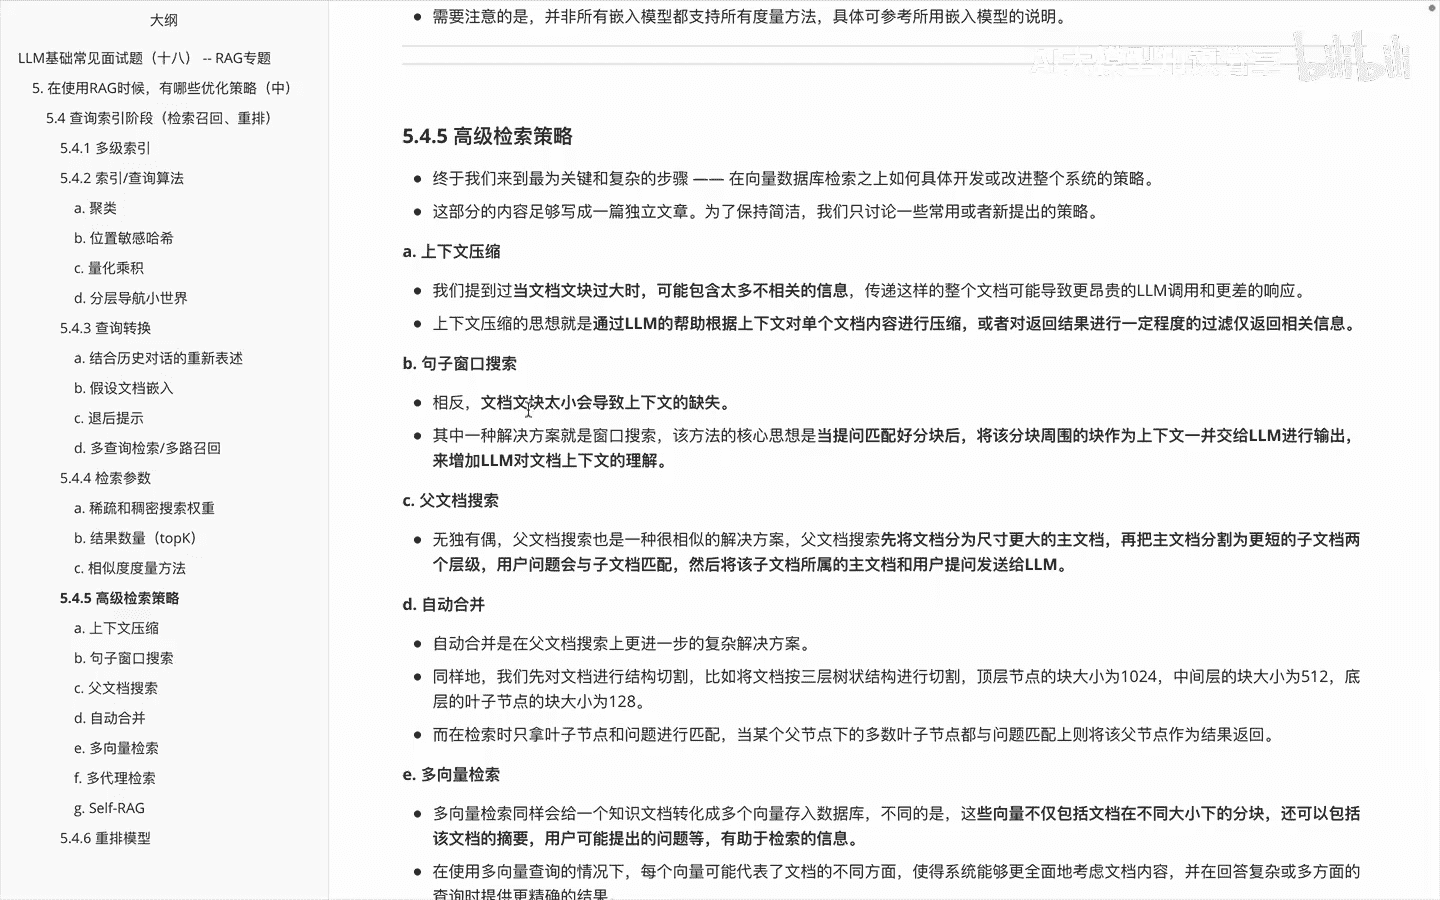 大纲
LLM基础常见面试题（十八） -- RAG专题
5. 在使用RAG时候，有哪些优化策略（中）
5.4 查询索引阶段（检索召回、重排）
5.4.1 多级索引
5.4.2 索引/查询算法
a. 聚类
b. 位置敏感哈希
c. 量化乘积
d. 分层导航小世界
5.4.3 查询转换
a. 结合历史对话的重新表述
b. 假设文档嵌入
c. 退后提示
d. 多查询检索/多路召回
5.4.4 检索参数
a. 稀疏和稠密搜索权重
b. 结果数量（topK）
c. 相似度度量方法
5.4.5 高级检索策略
a. 上下文压缩
b. 句子窗口搜索
c. 父文档搜索
d. 自动合并
e. 多向量检索
f. 多代理检索
g. Self-RAG
5.4.6 重排模型
需要注意的是，并非所有嵌入模型都支持所有度量方法，具体可参考所用嵌入模型的说明。
bilibili
5.4.5 高级检索策略
终于我们来到最为关键和复杂的步骤 —— 在向量数据库检索之上如何具体开发或改进整个系统的策略。
这部分的内容足够写成一篇独立文章。为了保持简洁，我们只讨论一些常用或者新提出的策略。
a. 上下文压缩
我们提到过当文档文块过大时，可能包含太多不相关的信息，传递这样的整个文档可能导致更昂贵的LLM调用和更差的响应。
上下文压缩的思想就是通过LLM的帮助根据上下文对单个文档内容进行压缩，或者对返回结果进行一定程度的过滤仅返回相关信息。
b. 句子窗口搜索
相反，文档文块太小会导致上下文的缺失。
其中一种解决方案就是窗口搜索，该方法的核心思想是当提问匹配好分块后，将该分块周围的块作为上下文一并交给LLM进行输出，
来增加LLM对文档上下文的理解。
c. 父文档搜索
无独有偶，父文档搜索也是一种很相似的解决方案，父文档搜索先将文档分为尺寸更大的主文档，再把主文档分割为更短的子文档两
个层级，用户问题会与子文档匹配，然后将该子文档所属的主文档和用户提问发送给LLM。
d. 自动合并
自动合并是在父文档搜索上更进一步的复杂解决方案。
同样地，我们先对文档进行结构切割，比如将文档按三层树状结构进行切割，顶层节点的块大小为1024，中间层的块大小为512，底
层的叶子节点的块大小为128。
而在检索时只拿叶子节点和问题进行匹配，当某个父节点下的多数叶子节点都与问题匹配上则将该父节点作为结果返回。
e. 多向量检索
多向量检索同样会给一个知识文档转化成多个向量存入数据库，不同的是，这些向量不仅包括文档在不同大小下的分块，还可以包括
该文档的摘要，用户可能提出的问题等，有助于检索的信息。
在使用多向量查询的情况下，每个向量可能代表了文档的不同方面，使得系统能够更全面地考虑文档内容，并在回答复杂或多方面的
查询时提供更精确的结果。